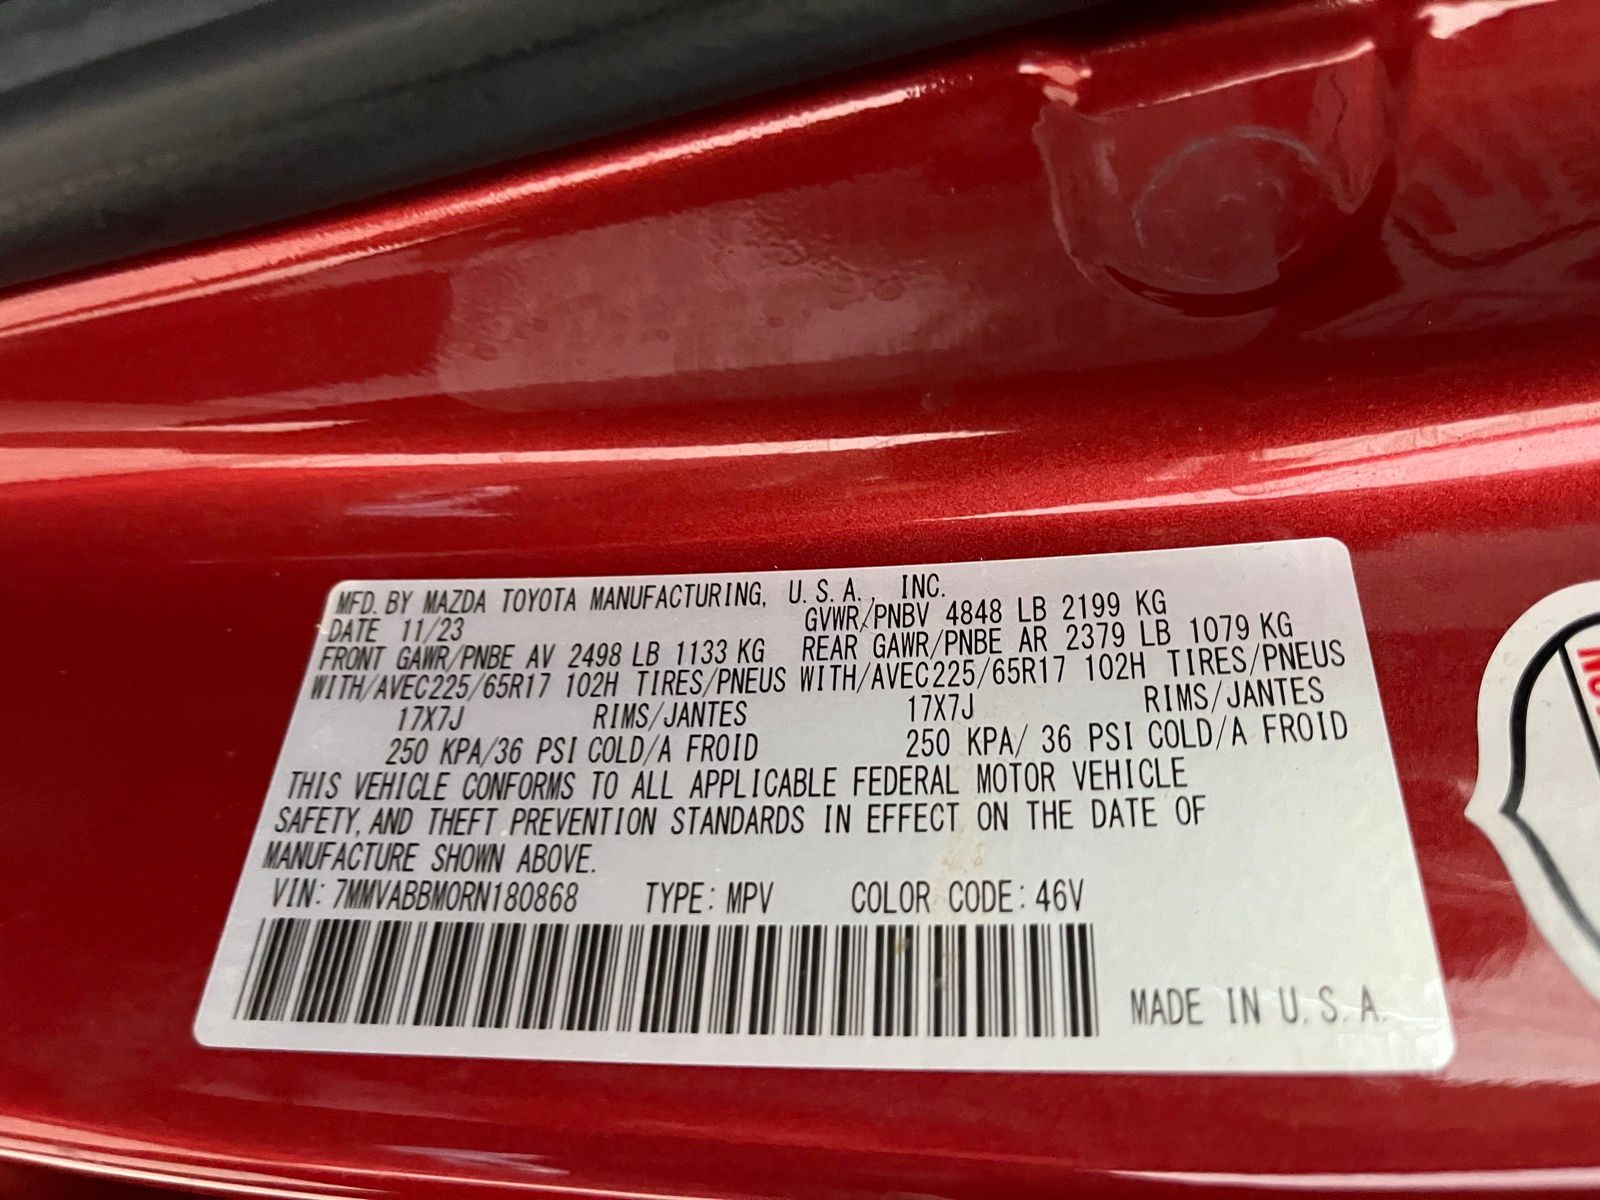 MFD. BY MAZDA TOYOTA MANUFACTURING, U.S.A., INC.
DATE 11/23 GVWR/PNBV 4848 LB 2199 KG
FRONT GAWR/PNBE AV 2498 LB 1133 KG REAR GAWR/PNBE AR 2379 LB 1079 KG
WITH/AVEC 225/65R17 102H TIRES/PNEUS WITH/AVEC 225/65R17 102H TIRES/PNEUS
17X7J RIMS/JANTES 17X7J RIMS/JANTES
250 KPA/36 PSI COLD/A FROID 250 KPA/ 36 PSI COLD/A FROID
THIS VEHICLE CONFORMS TO ALL APPLICABLE FEDERAL MOTOR VEHICLE
SAFETY, AND THEFT PREVENTION STANDARDS IN EFFECT ON THE DATE OF
MANUFACTURE SHOWN ABOVE.
VIN: 7MMVABBM0RN180868 TYPE: MPV COLOR CODE: 46V
MADE IN U.S.A.